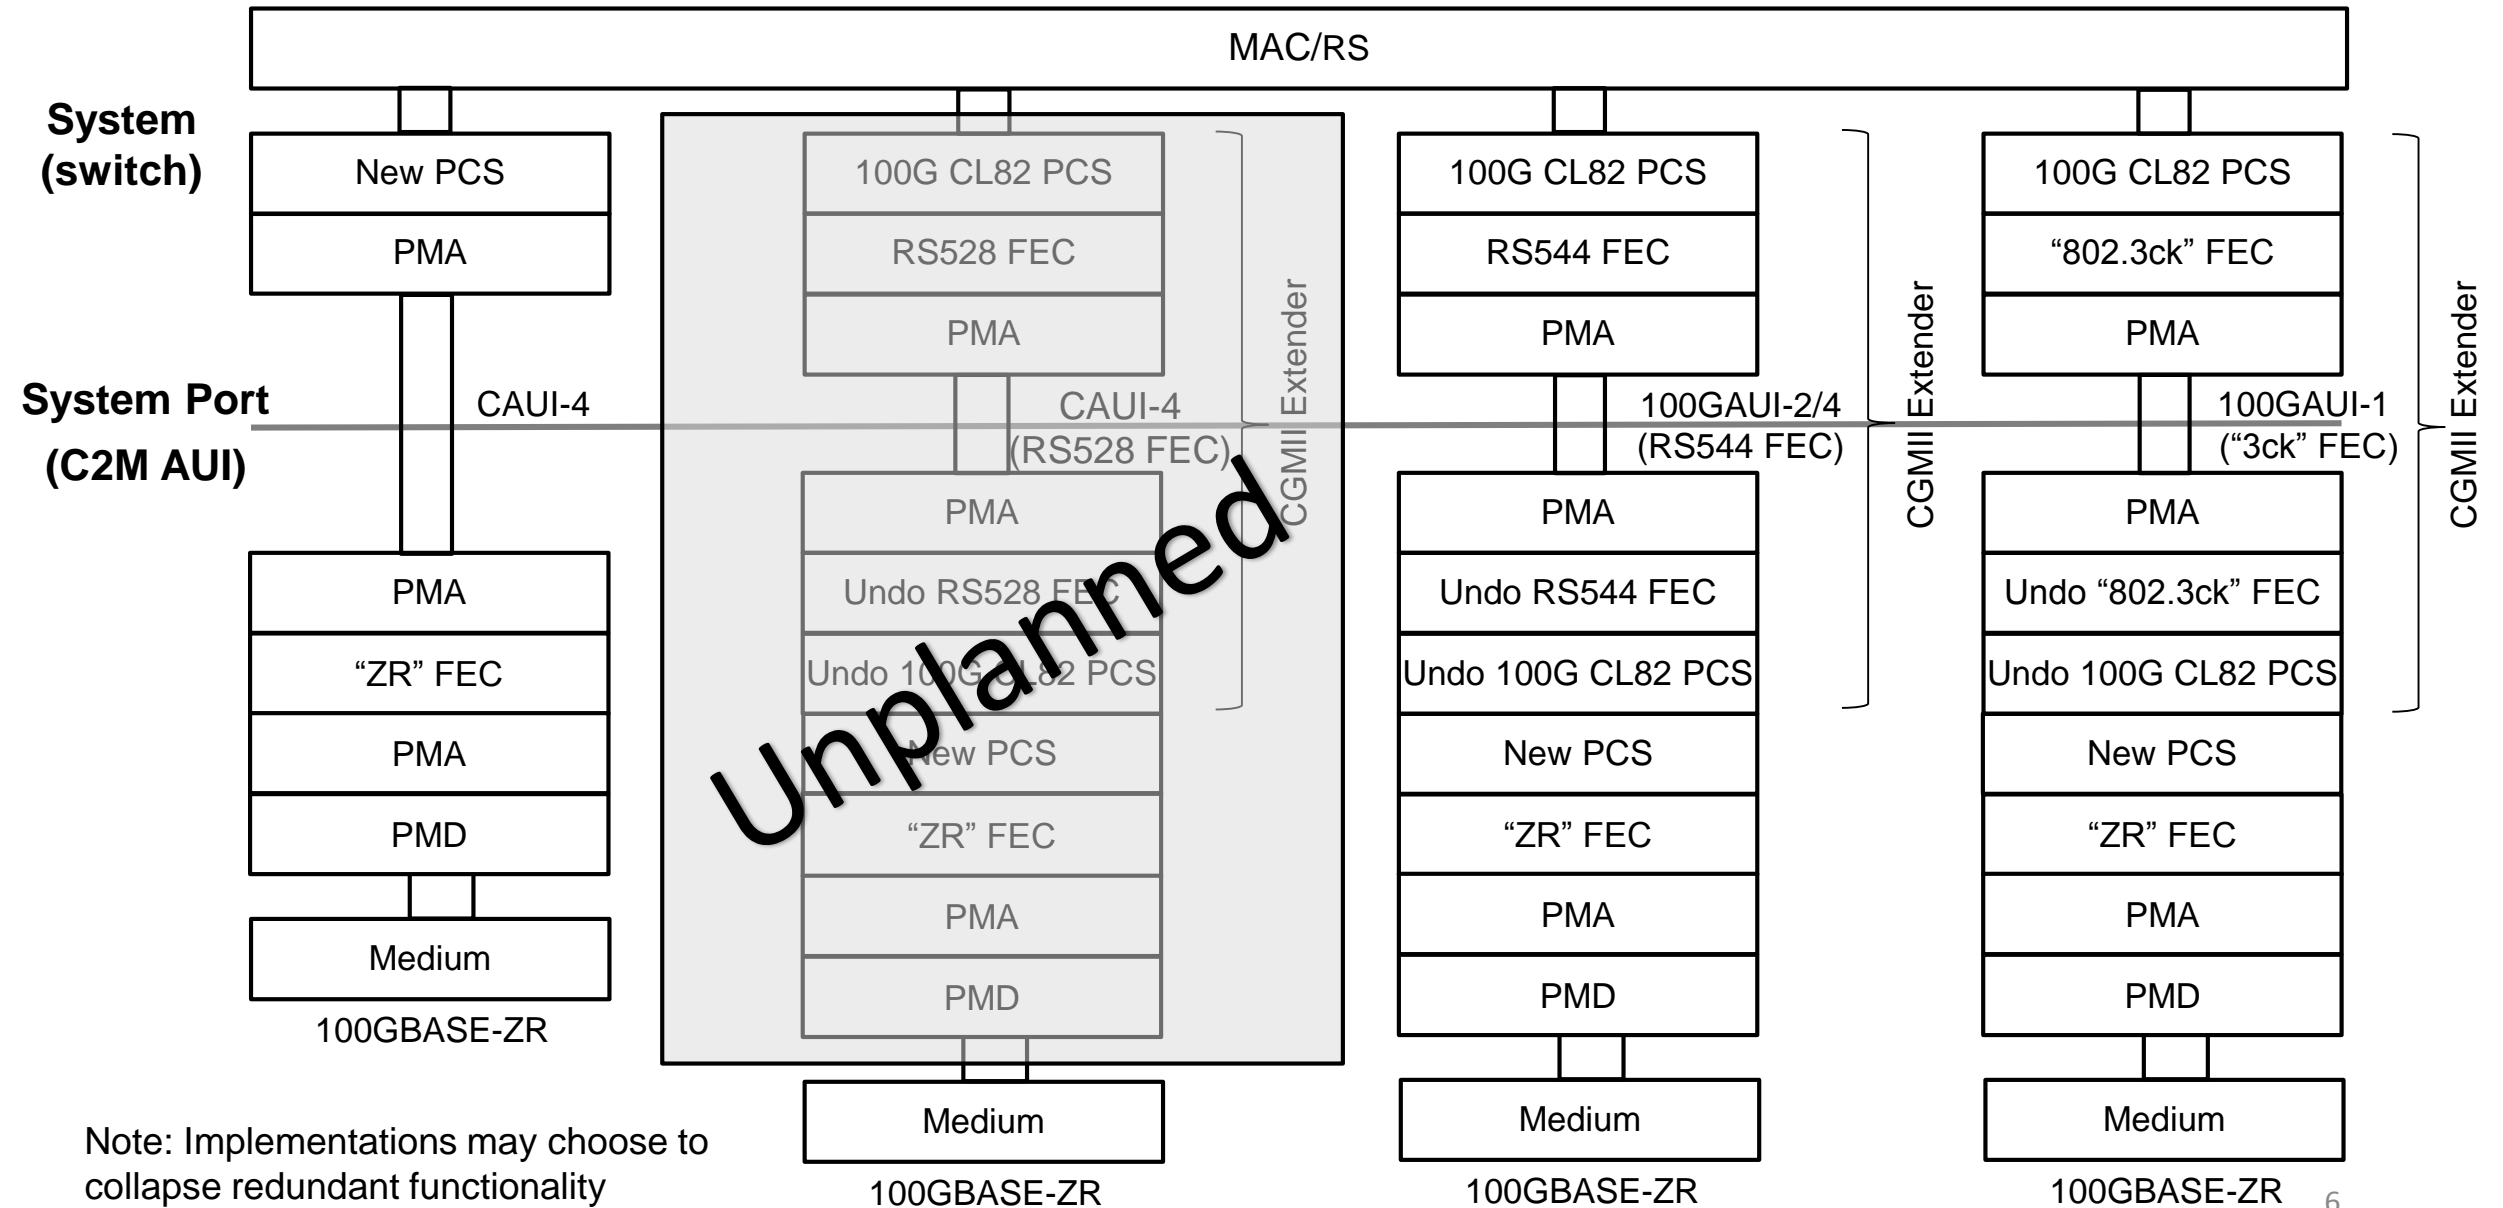 MAC/RS
System
(switch)
System Port
(C2M AUI)
New PCS
PMA
CAUI-4
PMA
“ZR” FEC
PMA
PMD
Medium
100GBASE-ZR
100G CL82 PCS
RS528 FEC
PMA
CAUI-4
(RS528 FEC)
CGMII Extender
PMA
Undo RS528 FEC
Undo 100G CL82 PCS
New PCS
“ZR” FEC
PMA
PMD
Medium
100GBASE-ZR
Unplanned
100G CL82 PCS
RS544 FEC
PMA
100GAUI-2/4
(RS544 FEC)
CGMII Extender
PMA
Undo RS544 FEC
Undo 100G CL82 PCS
New PCS
“ZR” FEC
PMA
PMD
Medium
100GBASE-ZR
100G CL82 PCS
“802.3ck” FEC
PMA
100GAUI-1
(“3ck” FEC)
CGMII Extender
PMA
Undo “802.3ck” FEC
Undo 100G CL82 PCS
New PCS
“ZR” FEC
PMA
PMD
Medium
100GBASE-ZR
Note: Implementations may choose to
collapse redundant functionality
6